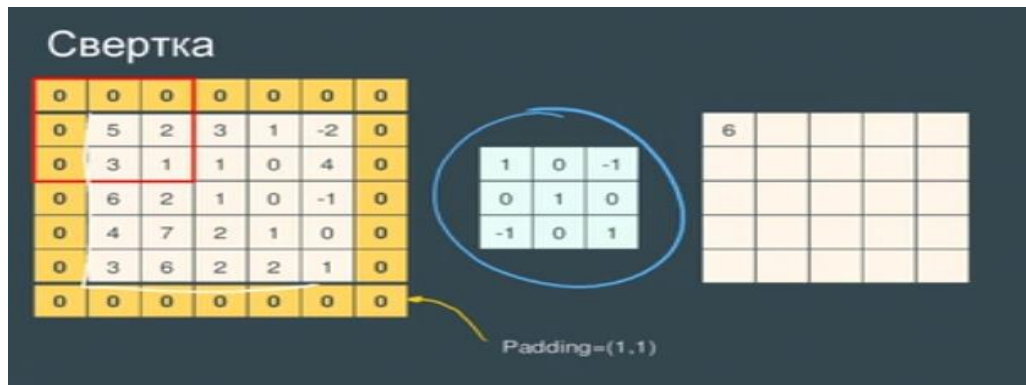 Свертка
0 0 0 0 0 0 0
0 5 2 3 1 -2 0 6
0 3 1 1 0 4 0 1 0 -1
0 6 2 1 0 -1 0 0 1 0
0 4 7 2 1 0 0 -1 0 1
0 3 6 2 2 1 0
0 0 0 0 0 0 0
Padding=(1,1)